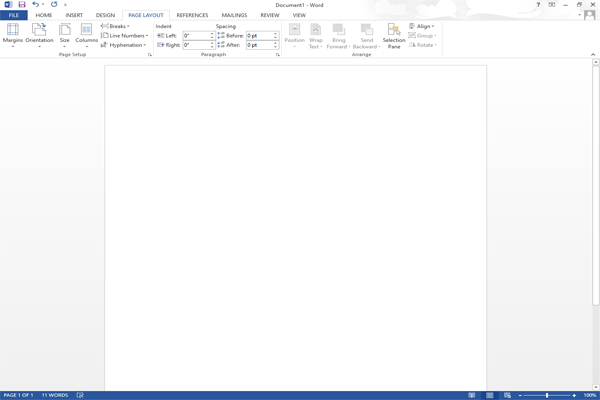 Document1 - Word
FILE HOME INSERT DESIGN PAGE LAYOUT REFERENCES MAILINGS REVIEW VIEW
Margins Orientation Size Columns
Breaks
Line Numbers
Hyphenation
Page Setup
Indent Spacing
Left: 0" Before: 0 pt
Right: 0" After: 0 pt
Paragraph
Position Wrap Text Bring Forward Send Backward Selection Pane
Align
Group
Rotate
Arrange
PAGE 1 OF 1 11 WORDS 100%